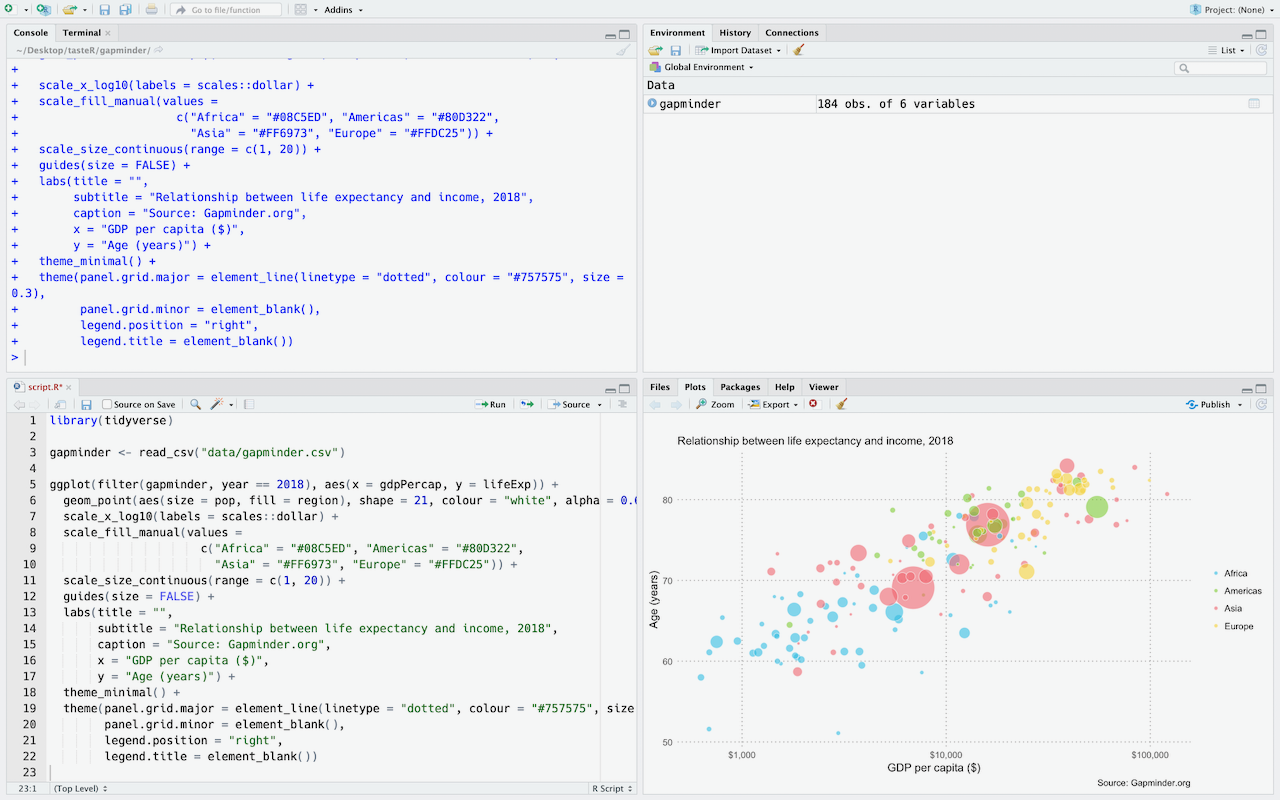 Go to file/function
Addins
Project: (None)
Console
Terminal
~/Desktop/tasteR/gapminder/
+
+   scale_x_log10(labels = scales::dollar) +
+   scale_fill_manual(values =
+                       c("Africa" = "#08C5ED", "Americas" = "#80D322",
+                         "Asia" = "#FF6973", "Europe" = "#FFDC25")) +
+   scale_size_continuous(range = c(1, 20)) +
+   guides(size = FALSE) +
+   labs(title = "",
+        subtitle = "Relationship between life expectancy and income, 2018",
+        caption = "Source: Gapminder.org",
+        x = "GDP per capita ($)",
+        y = "Age (years)") +
+   theme_minimal() +
+   theme(panel.grid.major = element_line(linetype = "dotted", colour = "#757575", size =
0.3),
+         panel.grid.minor = element_blank(),
+         legend.position = "right",
+         legend.title = element_blank())
>
Environment
History
Connections
Import Dataset
List
Global Environment
Data
gapminder
184 obs. of 6 variables
script.R*
Source on Save
Run
Source
1 library(tidyverse)
2
3 gapminder <- read_csv("data/gapminder.csv")
4
5 ggplot(filter(gapminder, year == 2018), aes(x = gdpPercap, y = lifeExp)) +
6   geom_point(aes(size = pop, fill = region), shape = 21, colour = "white", alpha = 0.6
7   scale_x_log10(labels = scales::dollar) +
8   scale_fill_manual(values =
9                       c("Africa" = "#08C5ED", "Americas" = "#80D322",
10                         "Asia" = "#FF6973", "Europe" = "#FFDC25")) +
11   scale_size_continuous(range = c(1, 20)) +
12   guides(size = FALSE) +
13   labs(title = "",
14        subtitle = "Relationship between life expectancy and income, 2018",
15        caption = "Source: Gapminder.org",
16        x = "GDP per capita ($)",
17        y = "Age (years)") +
18   theme_minimal() +
19   theme(panel.grid.major = element_line(linetype = "dotted", colour = "#757575", size
20         panel.grid.minor = element_blank(),
21         legend.position = "right",
22         legend.title = element_blank())
23
23:1
(Top Level)
R Script
Files
Plots
Packages
Help
Viewer
Zoom
Export
Publish
Relationship between life expectancy and income, 2018
80
70
60
50
Age (years)
$1,000
$10,000
$100,000
GDP per capita ($)
Africa
Americas
Asia
Europe
Source: Gapminder.org